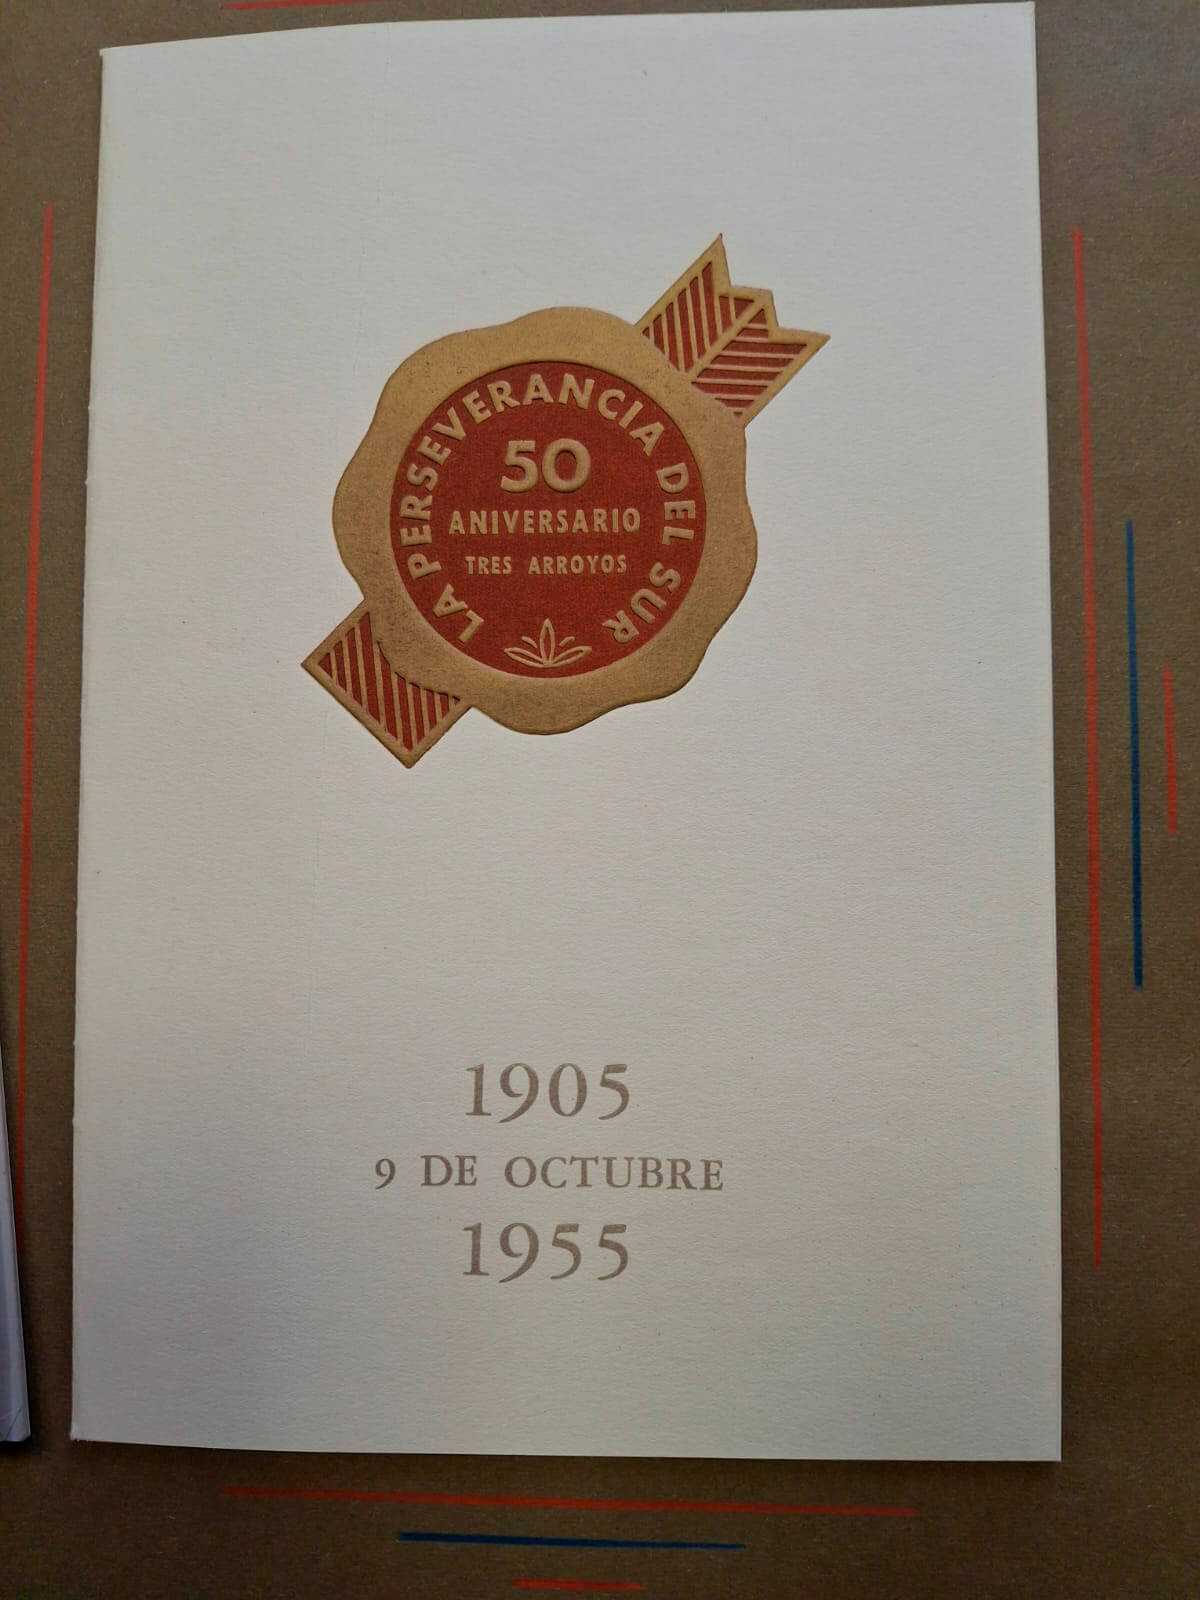 LA PERSEVERANCIA DEL SUR
50
ANIVERSARIO
TRES ARROYOS
1905
9 DE OCTUBRE
1955